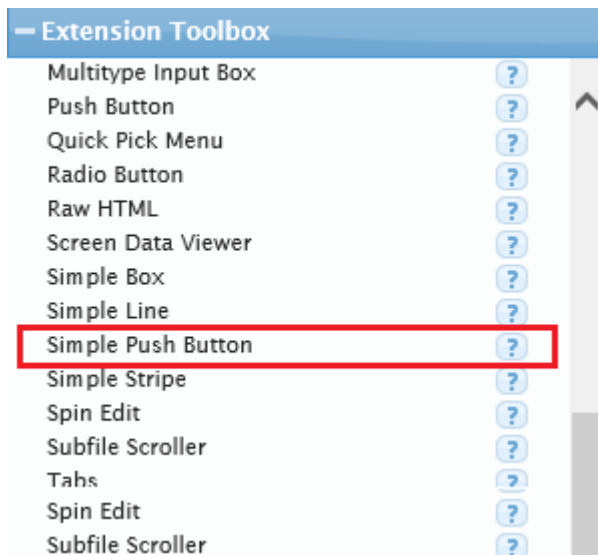 Extension Toolbox
Multitype Input Box ?
Push Button ?
Quick Pick Menu ?
Radio Button ?
Raw HTML ?
Screen Data Viewer ?
Simple Box ?
Simple Line ?
Simple Push Button ?
Simple Stripe ?
Spin Edit ?
Subfile Scroller ?
Tabs ?
Spin Edit ?
Subfile Scroller ?